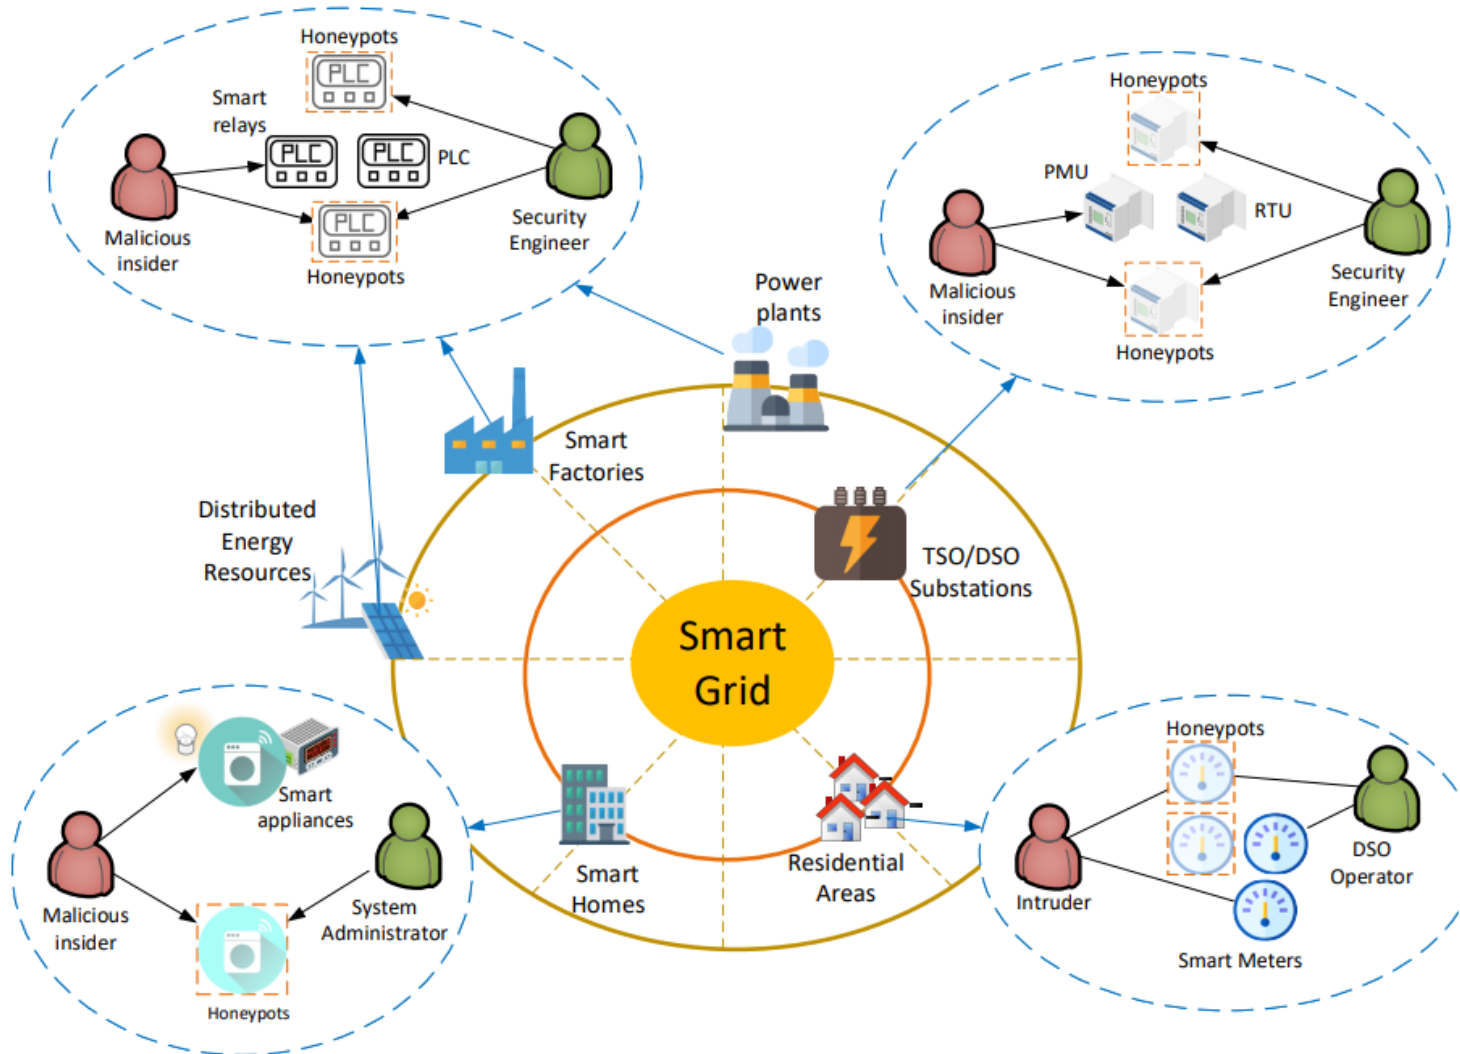 Honeypots
PLC
Smart
relays
PLC
PLC
PLC
PLC
Malicious
insider
Security
Engineer
Honeypots
Honeypots
PMU
RTU
Malicious
insider
Security
Engineer
Honeypots
Power
plants
Smart
Factories
Distributed
Energy
Resources
TSO/DSO
Substations
Smart
Grid
Smart
Homes
Residential
Areas
Smart
appliances
Malicious
insider
System
Administrator
Honeypots
Honeypots
Intruder
DSO
Operator
Smart Meters